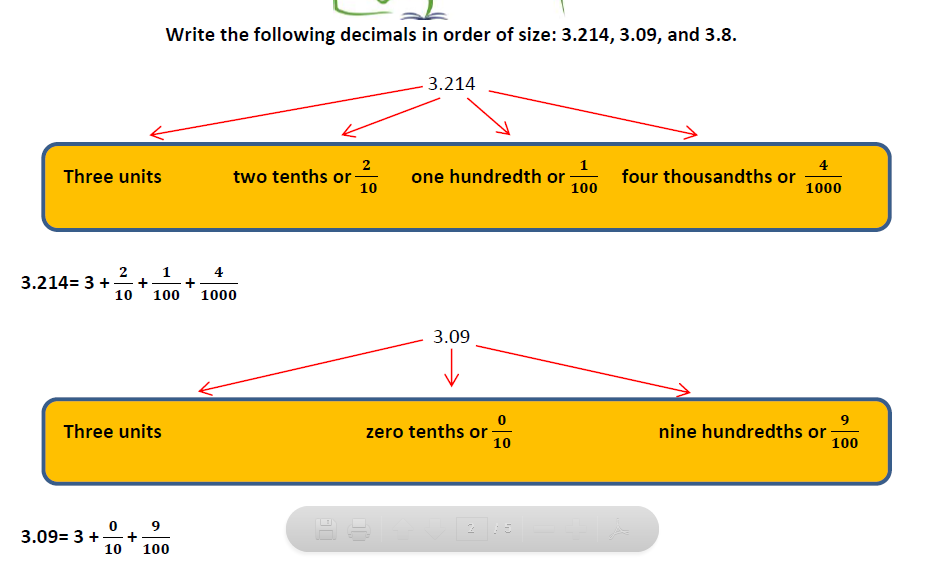 Write the following decimals in order of size: 3.214, 3.09, and 3.8.
3.214
Three units two tenths or 2/10 one hundredth or 1/100 four thousandths or 4/1000
3.214= 3 + 2/10 + 1/100 + 4/1000
3.09
Three units zero tenths or 0/10 nine hundredths or 9/100
3.09= 3 + 0/10 + 9/100
2 / 5